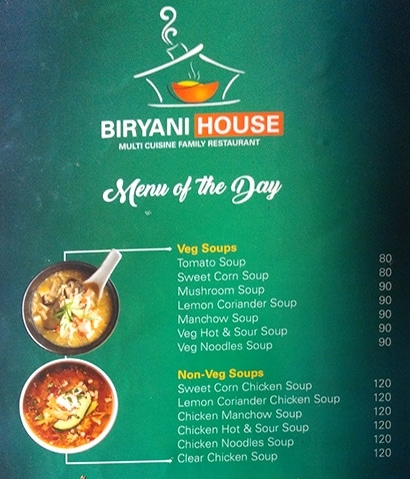 BIRYANI HOUSE
MULTI CUISINE FAMILY RESTAURANT
Menu of the Day
Veg Soups
Tomato Soup 80
Sweet Corn Soup 80
Mushroom Soup 90
Lemon Coriander Soup 90
Manchow Soup 90
Veg Hot & Sour Soup 90
Veg Noodles Soup 90
Non-Veg Soups
Sweet Corn Chicken Soup 120
Lemon Coriander Chicken Soup 120
Chicken Manchow Soup 120
Chicken Hot & Sour Soup 120
Chicken Noodles Soup 120
Clear Chicken Soup 120